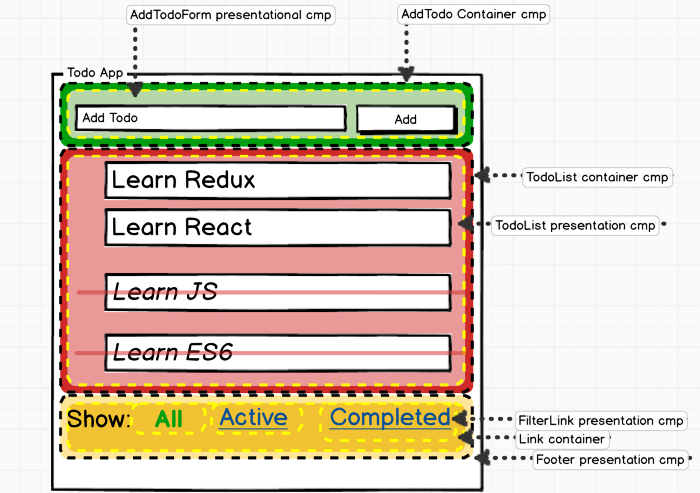 AddTodoForm presentational cmp
AddTodo Container cmp
Todo App
Add Todo
Add
Learn Redux
TodoList container cmp
Learn React
TodoList presentation cmp
Learn JS
Learn ES6
Show: All Active Completed
FilterLink presentation cmp
Link container
Footer presentation cmp